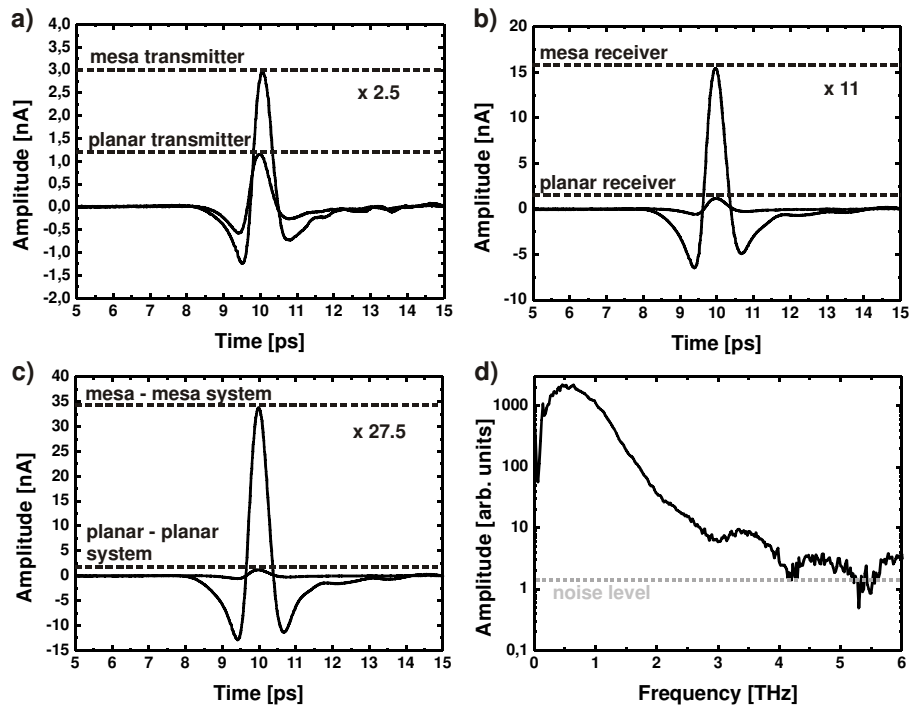 a)
4,0
3,5
3,0
2,5
2,0
1,5
1,0
0,5
0,0
-0,5
-1,0
-1,5
-2,0
Amplitude [nA]
mesa transmitter
x 2.5
planar transmitter
5 6 7 8 9 10 11 12 13 14 15
Time [ps]
b)
20
15
10
5
0
-5
-10
Amplitude [nA]
mesa receiver
x 11
planar receiver
5 6 7 8 9 10 11 12 13 14 15
Time [ps]
c)
40
35
30
25
20
15
10
5
0
-5
-10
-15
Amplitude [nA]
mesa - mesa system
x 27.5
planar - planar
system
5 6 7 8 9 10 11 12 13 14 15
Time [ps]
d)
1000
100
10
1
0,1
Amplitude [arb. units]
noise level
0 1 2 3 4 5 6
Frequency [THz]